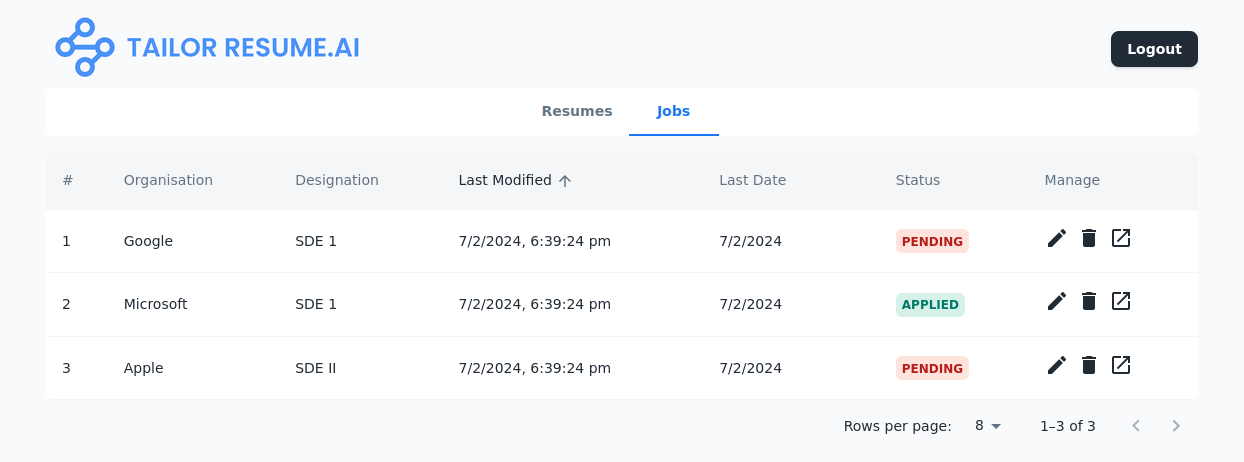 TAILOR RESUME.AI
Logout
Resumes Jobs
# Organisation Designation Last Modified Last Date Status Manage
1 Google SDE 1 7/2/2024, 6:39:24 pm 7/2/2024 PENDING
2 Microsoft SDE 1 7/2/2024, 6:39:24 pm 7/2/2024 APPLIED
3 Apple SDE II 7/2/2024, 6:39:24 pm 7/2/2024 PENDING
Rows per page: 8 1–3 of 3